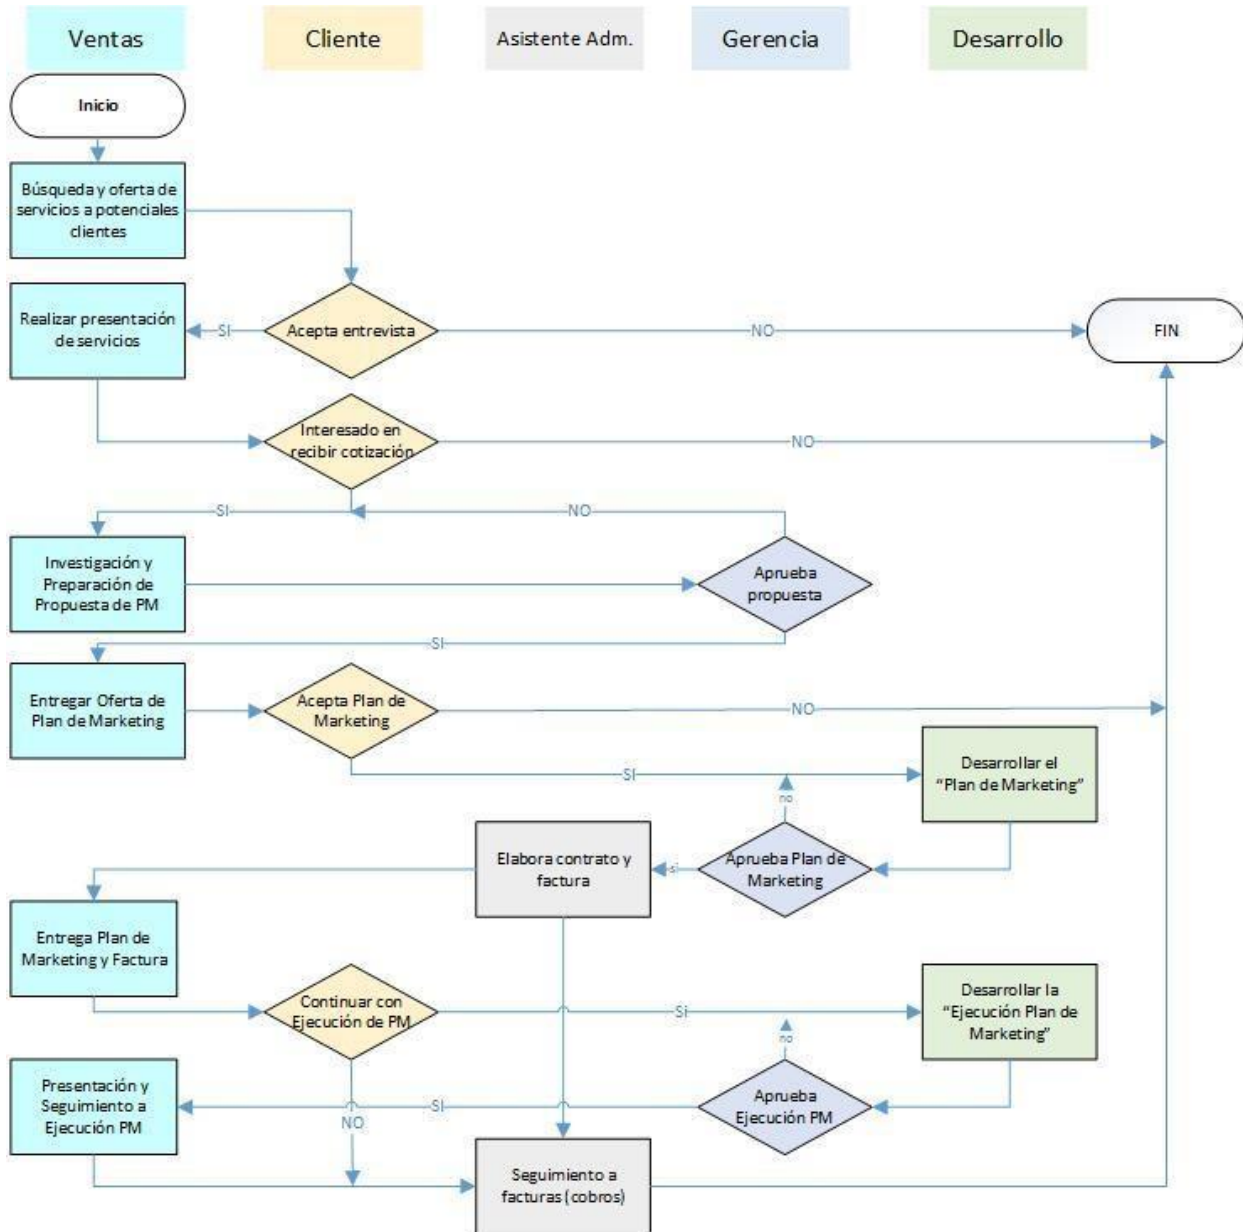 Ventas
Cliente
Asistente Adm.
Gerencia
Desarrollo
Inicio
Búsqueda y oferta de
servicios a potenciales
clientes
Realizar presentación
de servicios
SI
Acepta entrevista
NO
FIN
Interesado en
recibir cotización
NO
SI
NO
Investigación y
Preparación de
Propuesta de PM
Aprueba
propuesta
SI
Entregar Oferta de
Plan de Marketing
Acepta Plan de
Marketing
NO
SI
Desarrollar el
“Plan de Marketing”
no
Elabora contrato y
factura
si
Aprueba Plan de
Marketing
Entrega Plan de
Marketing y Factura
Continuar con
Ejecución de PM
Si
Desarrollar la
“Ejecución Plan de
Marketing”
no
Presentación y
Seguimiento a
Ejecución PM
SI
Aprueba
Ejecución PM
NO
Seguimiento a
facturas (cobros)